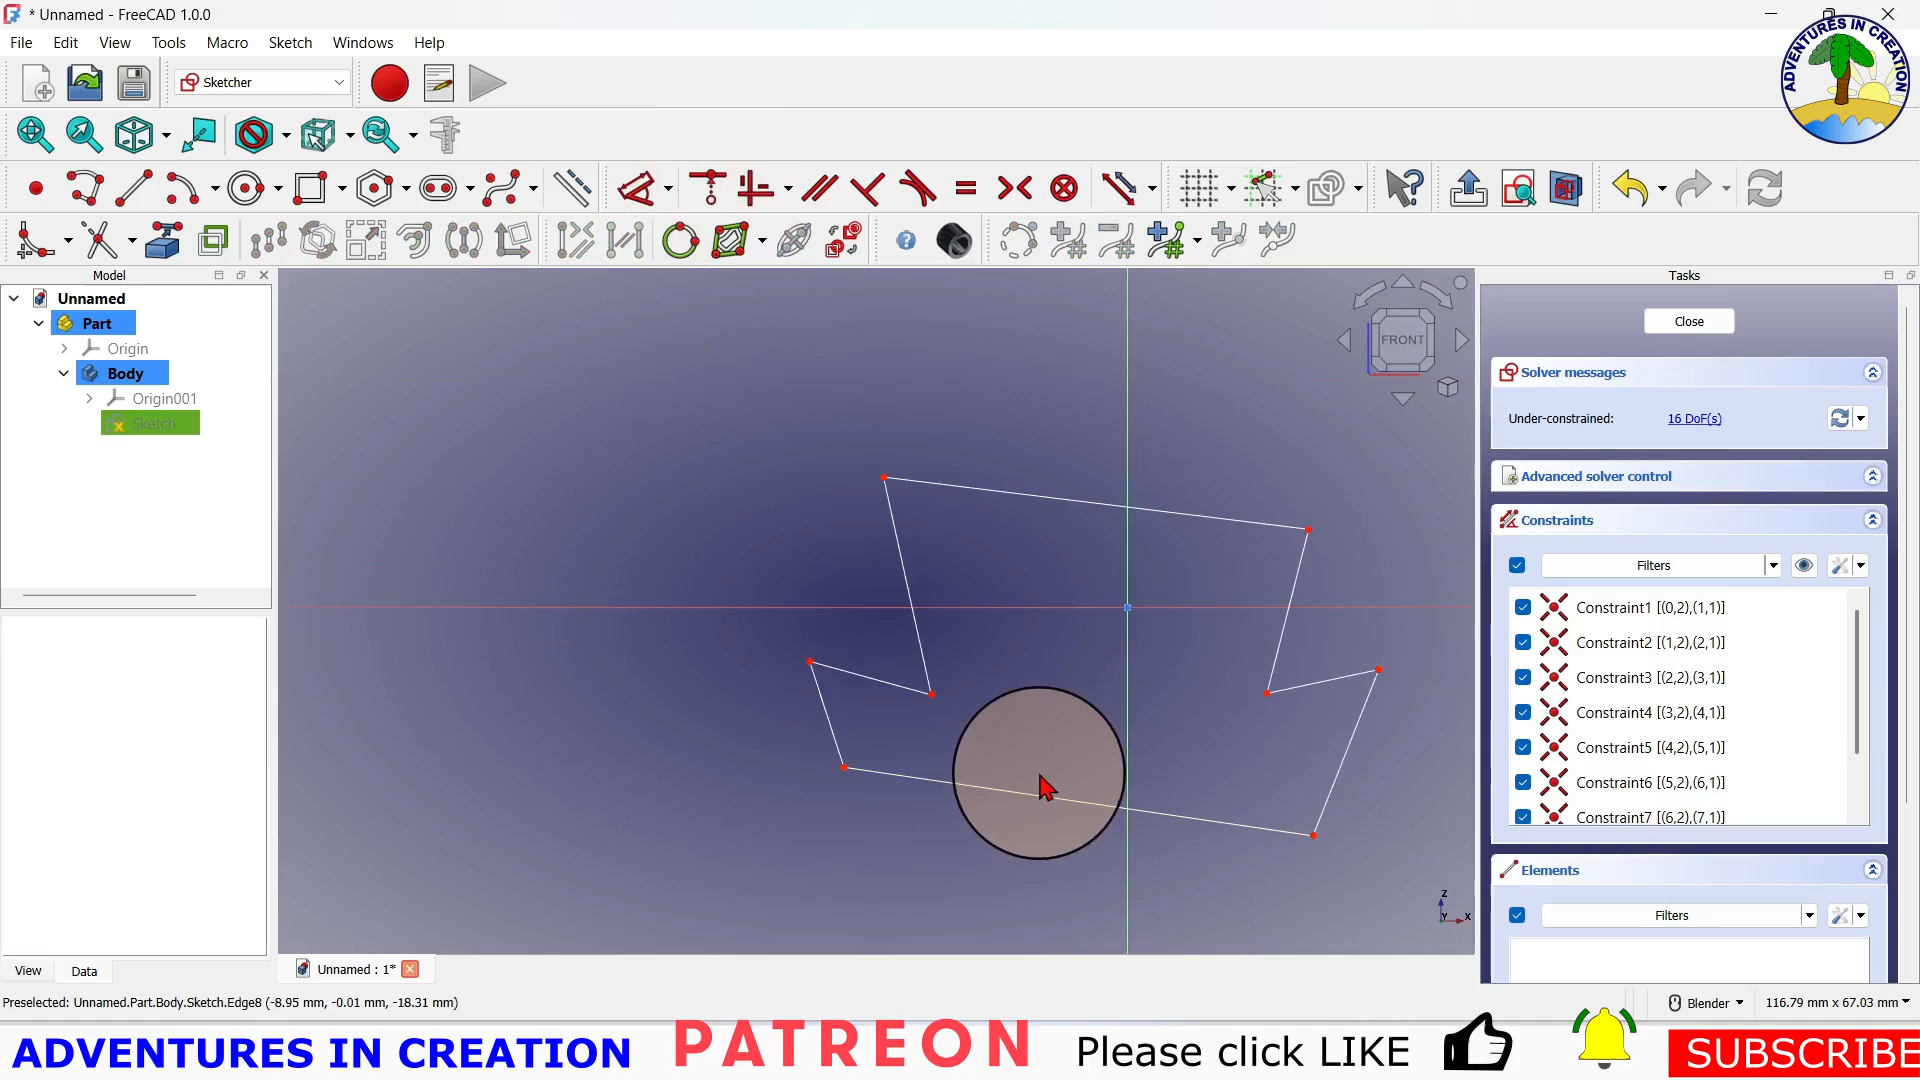 * Unnamed - FreeCAD 1.0.0
ADVENTURES IN CREATION
File Edit View Tools Macro Sketch Windows Help
Sketcher
Model
Tasks
Unnamed
Part
Origin
Body
Origin001
Sketch
FRONT
Close
Solver messages
Under-constrained: 16 DoF(s)
Advanced solver control
Constraints
Filters
Constraint1 [(0,2),(1,1)]
Constraint2 [(1,2),(2,1)]
Constraint3 [(2,2),(3,1)]
Constraint4 [(3,2),(4,1)]
Constraint5 [(4,2),(5,1)]
Constraint6 [(5,2),(6,1)]
Constraint7 [(6,2),(7,1)]
Elements
Filters
Z
Y X
View Data
Unnamed : 1*
Preselected: Unnamed.Part.Body.Sketch.Edge8 (-8.95 mm, -0.01 mm, -18.31 mm)
Blender 116.79 mm x 67.03 mm
ADVENTURES IN CREATION PATREON Please click LIKE SUBSCRIBE